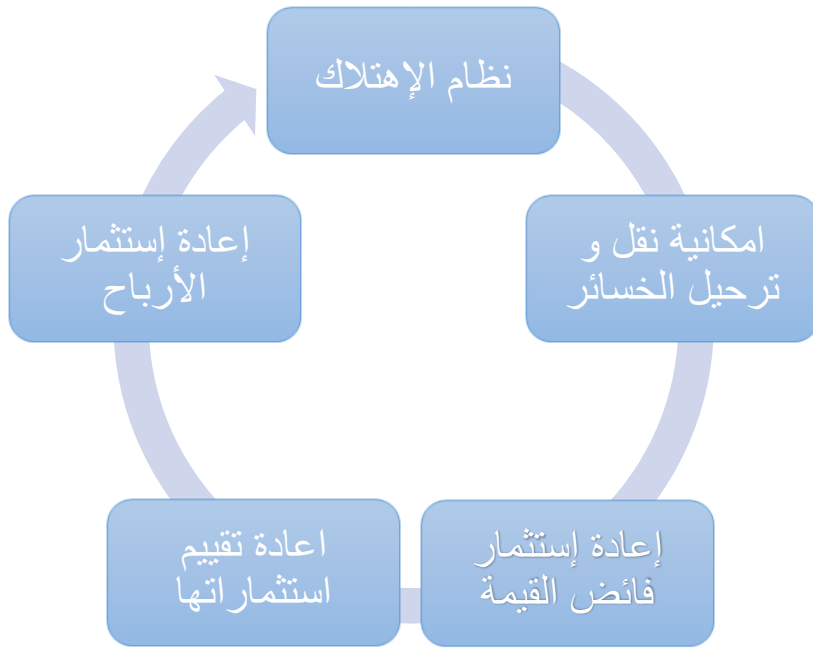 نظام الإهتلاك
امكانية نقل و
ترحيل الخسائر
إعادة إستثمار
فائض القيمة
اعادة تقييم
استثماراتها
إعادة إستثمار
الأرباح